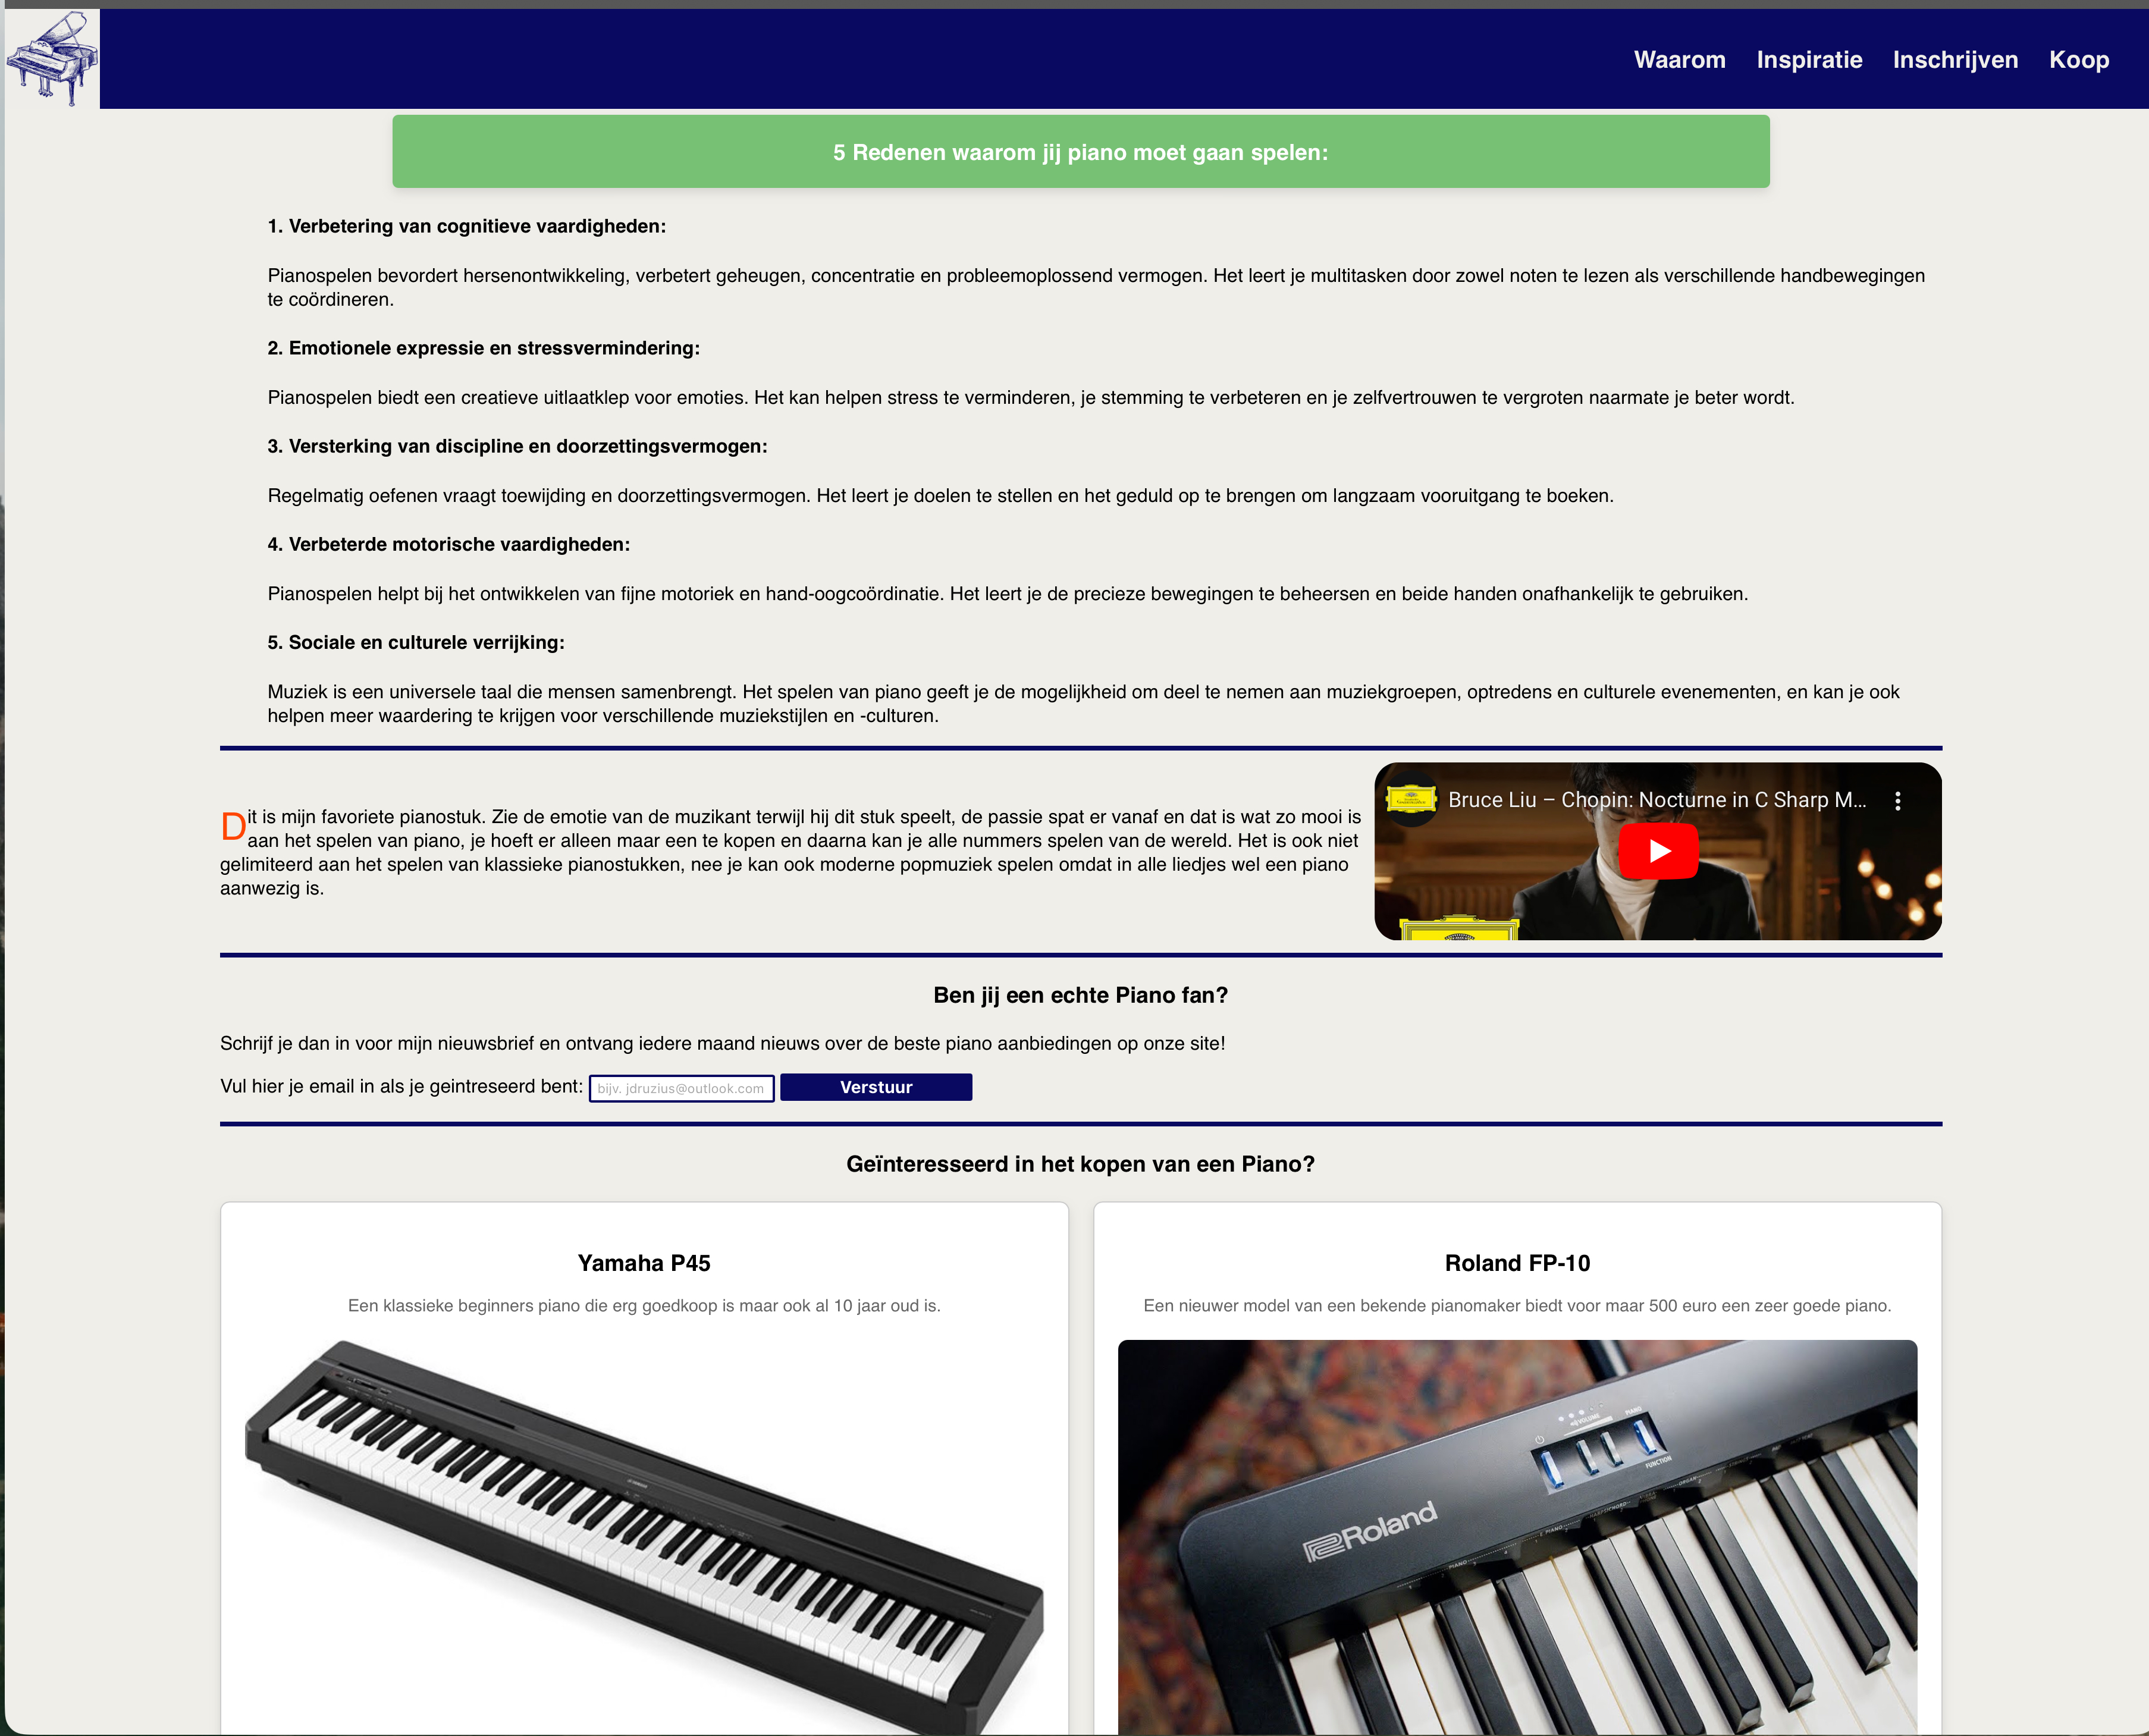 Waarom Inspiratie Inschrijven Koop
5 Redenen waarom jij piano moet gaan spelen:
1. Verbetering van cognitieve vaardigheden:
Pianospelen bevordert hersenontwikkeling, verbetert geheugen, concentratie en probleemoplossend vermogen. Het leert je multitasken door zowel noten te lezen als verschillende handbewegingen
te coördineren.
2. Emotionele expressie en stressvermindering:
Pianospelen biedt een creatieve uitlaatklep voor emoties. Het kan helpen stress te verminderen, je stemming te verbeteren en je zelfvertrouwen te vergroten naarmate je beter wordt.
3. Versterking van discipline en doorzettingsvermogen:
Regelmatig oefenen vraagt toewijding en doorzettingsvermogen. Het leert je doelen te stellen en het geduld op te brengen om langzaam vooruitgang te boeken.
4. Verbeterde motorische vaardigheden:
Pianospelen helpt bij het ontwikkelen van fijne motoriek en hand-oogcoördinatie. Het leert je de precieze bewegingen te beheersen en beide handen onafhankelijk te gebruiken.
5. Sociale en culturele verrijking:
Muziek is een universele taal die mensen samenbrengt. Het spelen van piano geeft je de mogelijkheid om deel te nemen aan muziekgroepen, optredens en culturele evenementen, en kan je ook
helpen meer waardering te krijgen voor verschillende muziekstijlen en -culturen.
Dit is mijn favoriete pianostuk. Zie de emotie van de muzikant terwijl hij dit stuk speelt, de passie spat er vanaf en dat is wat zo mooi is
aan het spelen van piano, je hoeft er alleen maar een te kopen en daarna kan je alle nummers spelen van de wereld. Het is ook niet
gelimiteerd aan het spelen van klassieke pianostukken, nee je kan ook moderne popmuziek spelen omdat in alle liedjes wel een piano
aanwezig is.
Bruce Liu – Chopin: Nocturne in C Sharp M...
Ben jij een echte Piano fan?
Schrijf je dan in voor mijn nieuwsbrief en ontvang iedere maand nieuws over de beste piano aanbiedingen op onze site!
Vul hier je email in als je geintreseerd bent: bijv. jdruzius@outlook.com Verstuur
Geïnteresseerd in het kopen van een Piano?
Yamaha P45
Een klassieke beginners piano die erg goedkoop is maar ook al 10 jaar oud is.
Roland FP-10
Een nieuwer model van een bekende pianomaker biedt voor maar 500 euro een zeer goede piano.
VOLUME
PIANO
FUNCTION
Roland